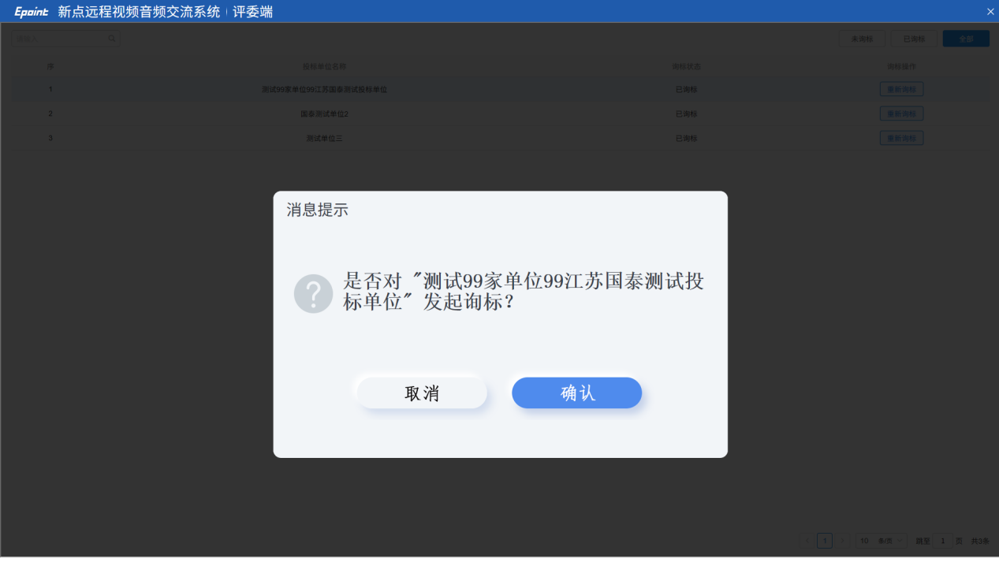 Epoint 新点远程视频音频交流系统 | 评委端
请输入
未询标 已询标 全部
序 投标单位名称 询标状态 询标操作
1 测试99家单位99江苏国泰测试投标单位 已询标 重新询标
2 国泰测试单位2 已询标 重新询标
3 测试单位三 已询标 重新询标
消息提示
是否对 "测试99家单位99江苏国泰测试投
标单位" 发起询标？
取消 确认
1 10 条/页 跳至 1 页 共3条